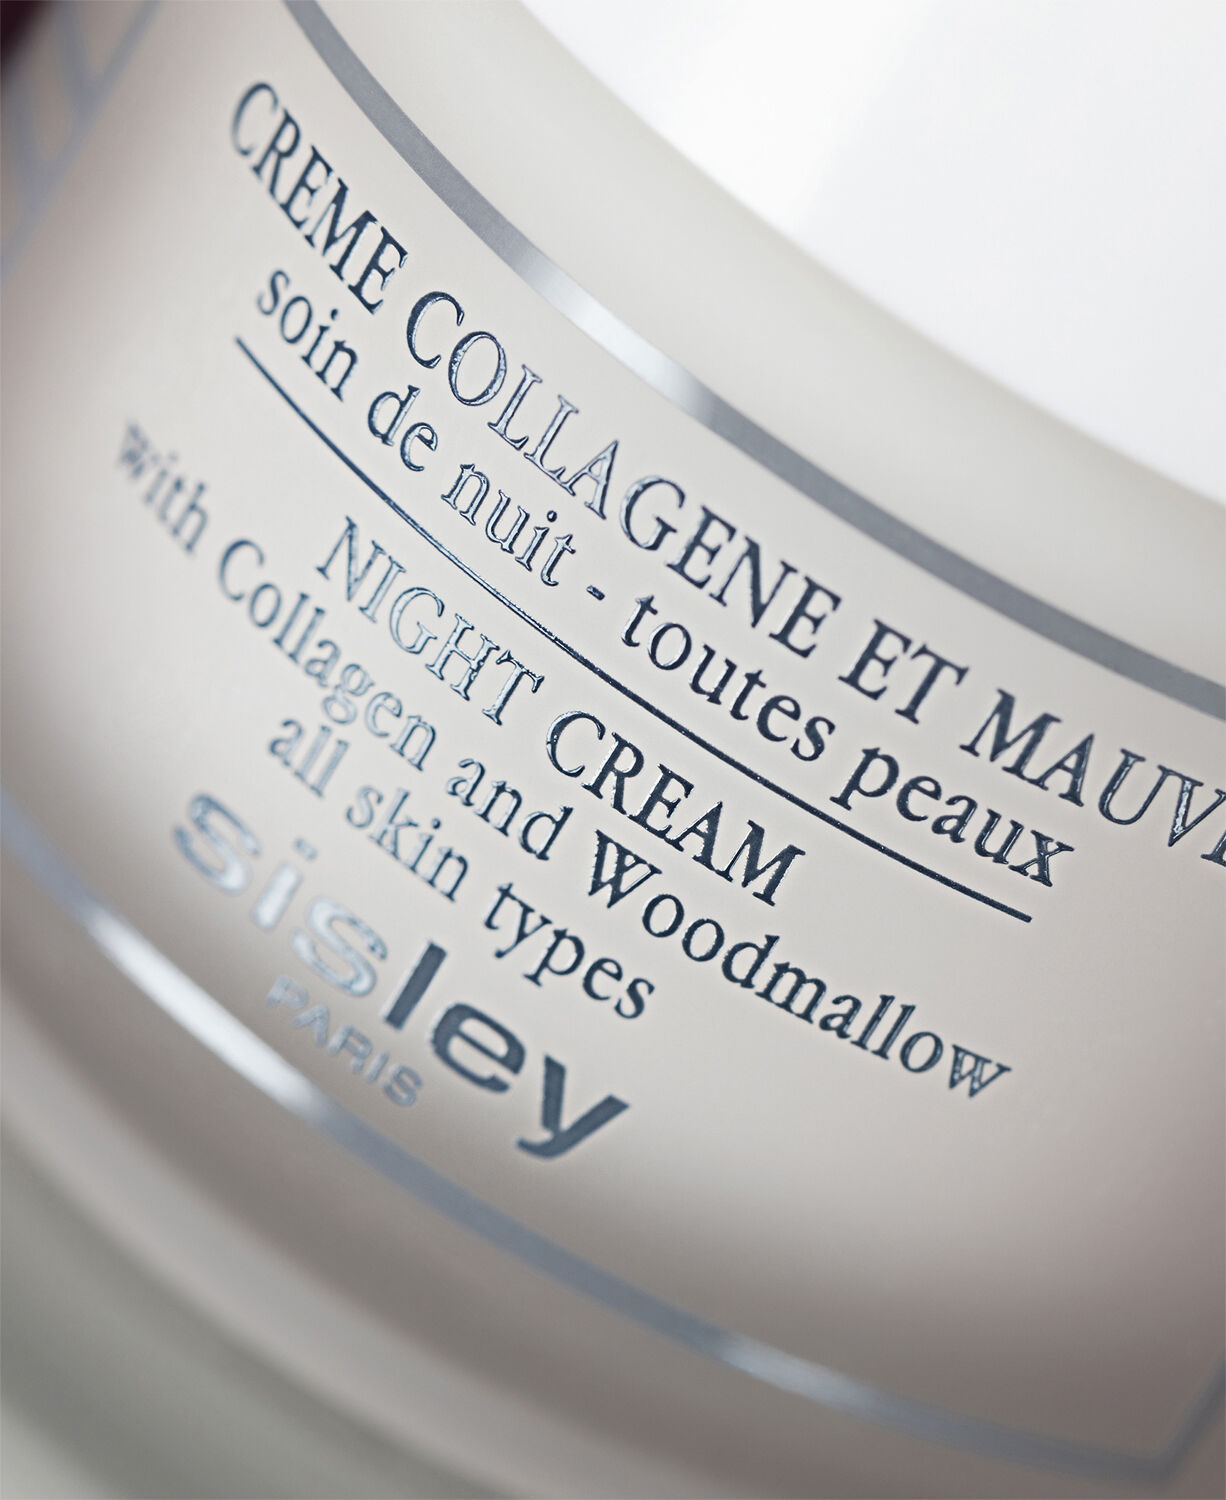 CREME COLLAGENE ET MAUV
soin de nuit - toutes peaux
NIGHT CREAM
with Collagen and Woodmallow
all skin types
sisley
PARIS